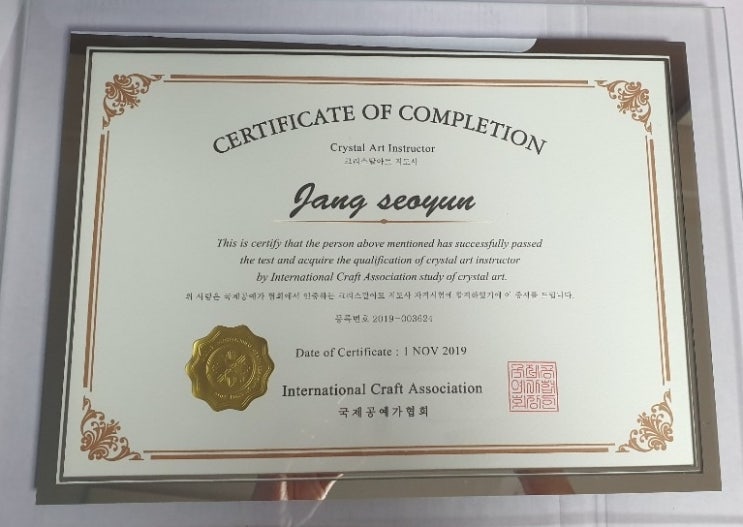 CERTIFICATE OF COMPLETION
Crystal Art Instructor
크리스탈아트 지도사
Jang seoyun
This is certify that the person above mentioned has successfully passed
the test and acquire the qualification of crystal art instructor
by International Craft Association study of crystal art.
위 사람은 국제공예가 협회에서 인증하는 크리스탈아트 지도사 자격시험에 합격하였기에 이 증서를 드립니다.
등록번호 2019-003624
Date of Certificate : 1 NOV 2019
International Craft Association
국제공예가협회